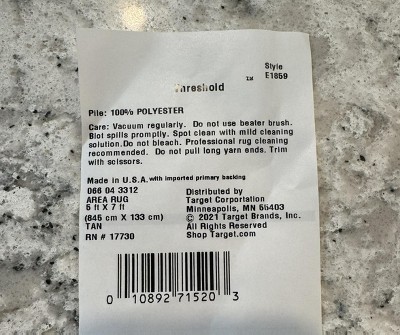 Style
E1859
Threshold
TM
Pile: 100% POLYESTER
Care: Vacuum regularly. Do not use beater brush.
Blot spills promptly. Spot clean with mild cleaning
solution.Do not bleach. Professional rug cleaning
recommended. Do not pull long yarn ends. Trim
with scissors.
Made in U.S.A. with imported primary backing
066 04 3312
AREA RUG
5 ft X 7 ft
(845 cm X 133 cm)
TAN
RN # 17730
Distributed by
Target Corportation
Minneapolis, MN 55403
© 2021 Target Brands, Inc.
All Rights Reserved
Shop Target.com
0 10892 71520 3